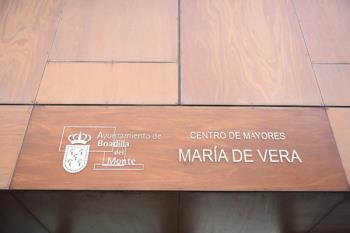 Ayuntamiento de
Boadilla
del
Monte
CENTRO DE MAYORES
MARÍA DE VERA